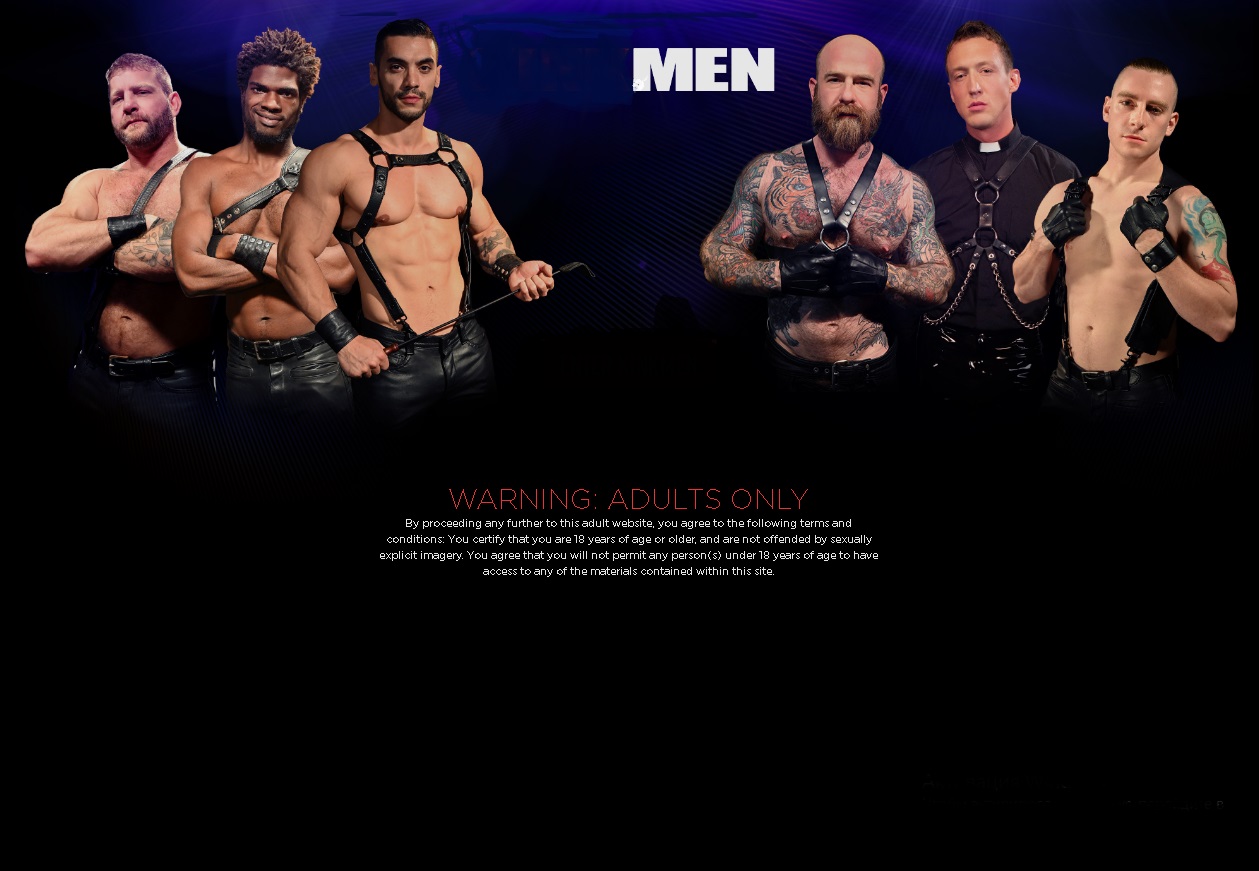 MEN
WARNING: ADULTS ONLY
By proceeding any further to this adult website, you agree to the following terms and
conditions: You certify that you are 18 years of age or older, and are not offended by sexually
explicit imagery. You agree that you will not permit any person(s) under 18 years of age to have
access to any of the materials contained within this site.